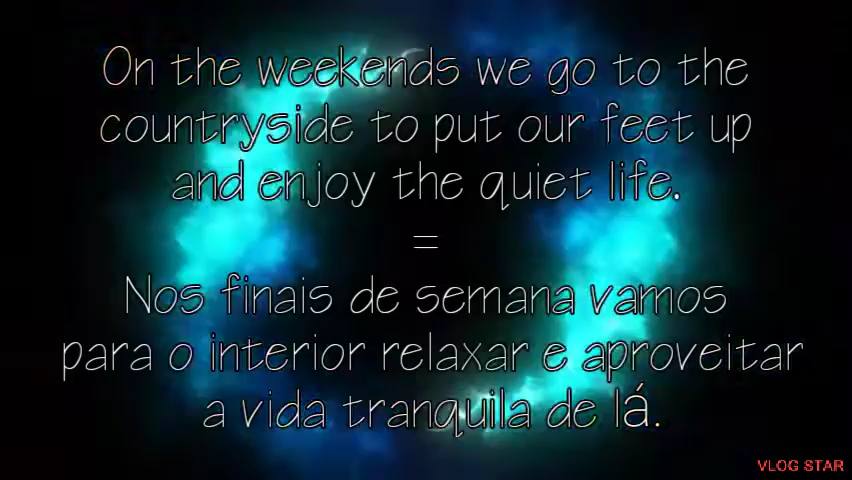 On the weekends we go to the
countryside to put our feet up
and enjoy the quiet life.
=
Nos finais de semana vamos
para o interior relaxar e aproveitar
a vida tranquila de lá.
VLOG STAR